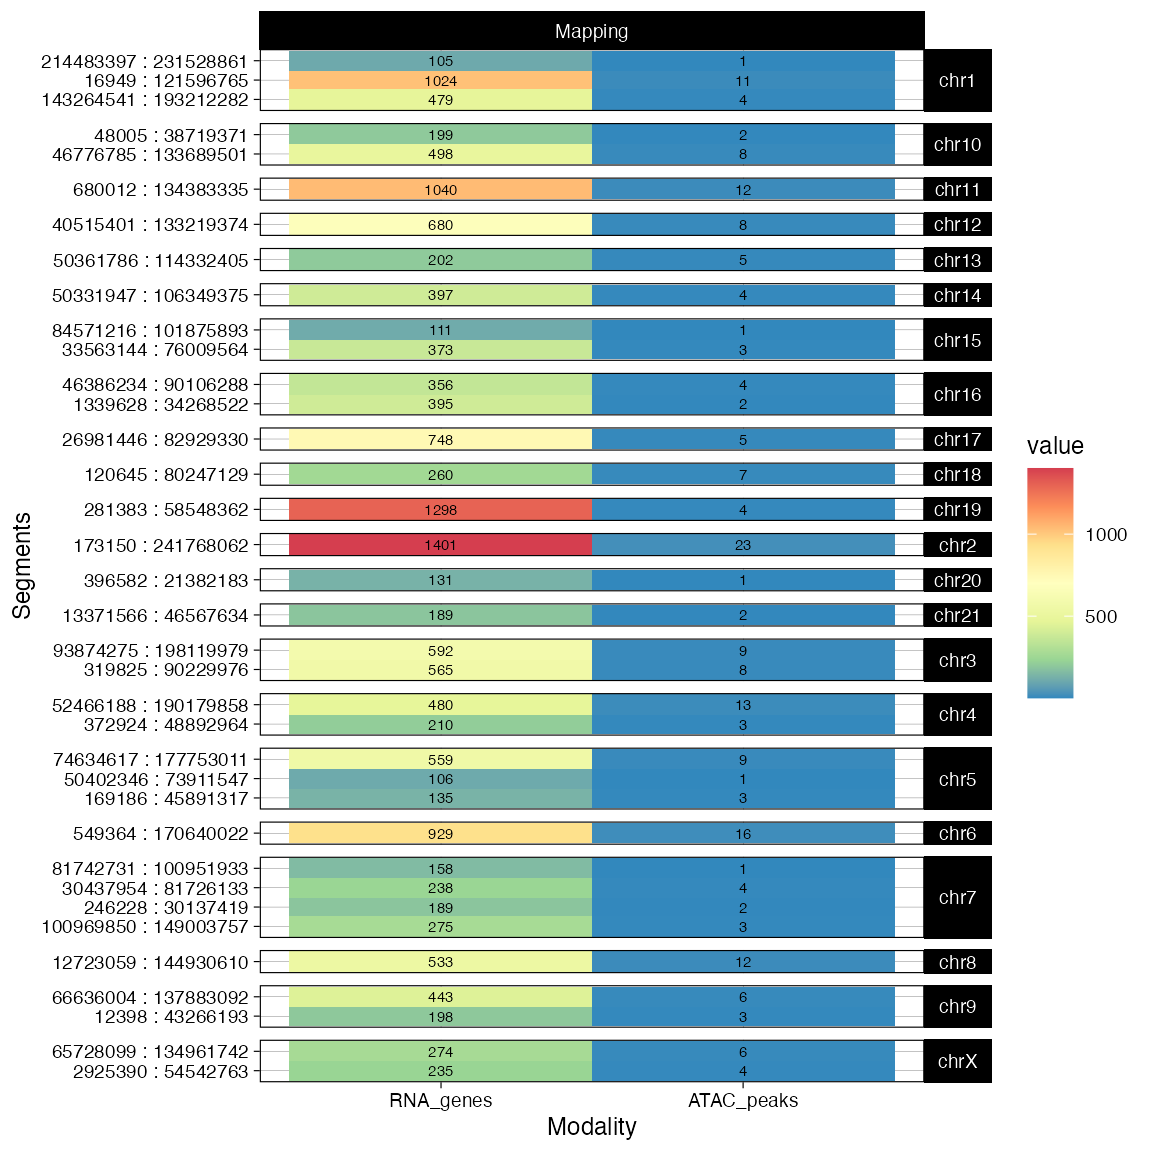 Mapping
214483397 : 231528861 105 1
16949 : 121596765 1024 11 chr1
143264541 : 193212282 479 4
48005 : 38719371 199 2
chr10
46776785 : 133689501 498 8
680012 : 134383335 1040 12 chr11
40515401 : 133219374 680 8 chr12
50361786 : 114332405 202 5 chr13
50331947 : 106349375 397 4 chr14
84571216 : 101875893 111 1
chr15
33563144 : 76009564 373 3
46386234 : 90106288 356 4
chr16
1339628 : 34268522 395 2
26981446 : 82929330 748 5 chr17
120645 : 80247129 260 7 chr18
281383 : 58548362 1298 4 chr19
173150 : 241768062 1401 23 chr2
396582 : 21382183 131 1 chr20
13371566 : 46567634 189 2 chr21
93874275 : 198119979 592 9
chr3
319825 : 90229976 565 8
52466188 : 190179858 480 13
chr4
372924 : 48892964 210 3
74634617 : 177753011 559 9
50402346 : 73911547 106 1 chr5
169186 : 45891317 135 3
549364 : 170640022 929 16 chr6
81742731 : 100951933 158 1
30437954 : 81726133 238 4
chr7
246228 : 30137419 189 2
100969850 : 149003757 275 3
12723059 : 144930610 533 12 chr8
66636004 : 137883092 443 6
chr9
12398 : 43266193 198 3
65728099 : 134961742 274 6
chrX
2925390 : 54542763 235 4
RNA_genes ATAC_peaks
Modality
Segments
value
1000
500